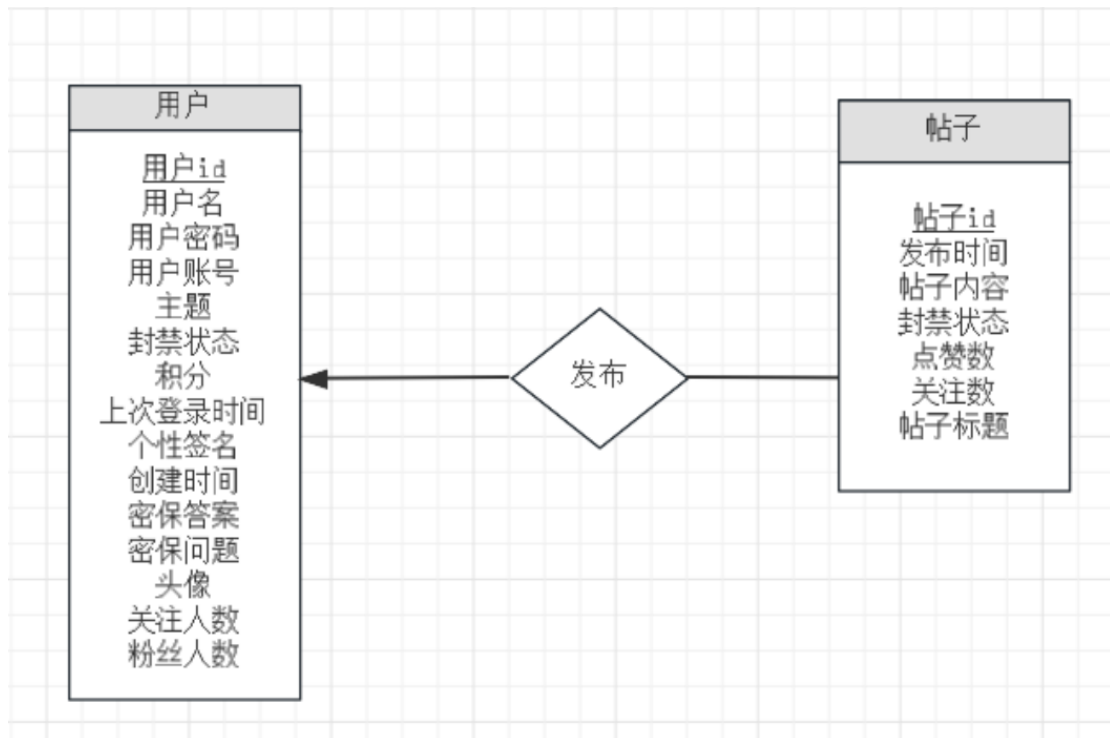 用户
用户id
用户名
用户密码
用户账号
主题
封禁状态
积分
上次登录时间
个性签名
创建时间
密保答案
密保问题
头像
关注人数
粉丝人数
发布
帖子
帖子id
发布时间
帖子内容
封禁状态
点赞数
关注数
帖子标题